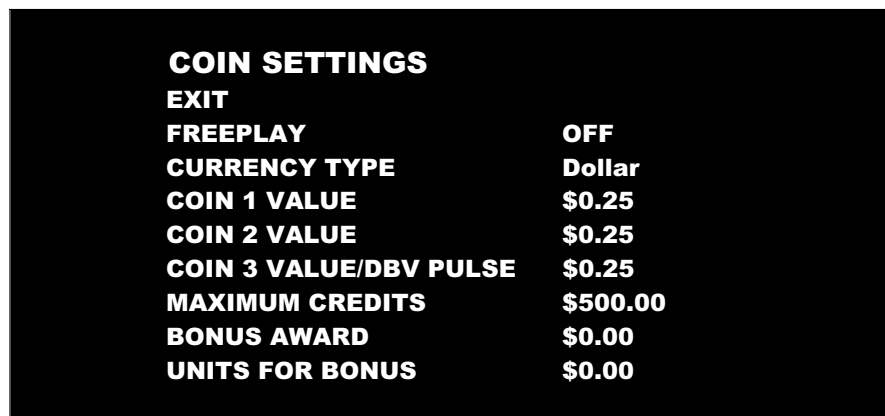 COIN SETTINGS
EXIT
FREEPLAY OFF
CURRENCY TYPE Dollar
COIN 1 VALUE $0.25
COIN 2 VALUE $0.25
COIN 3 VALUE/DBV PULSE $0.25
MAXIMUM CREDITS $500.00
BONUS AWARD $0.00
UNITS FOR BONUS $0.00